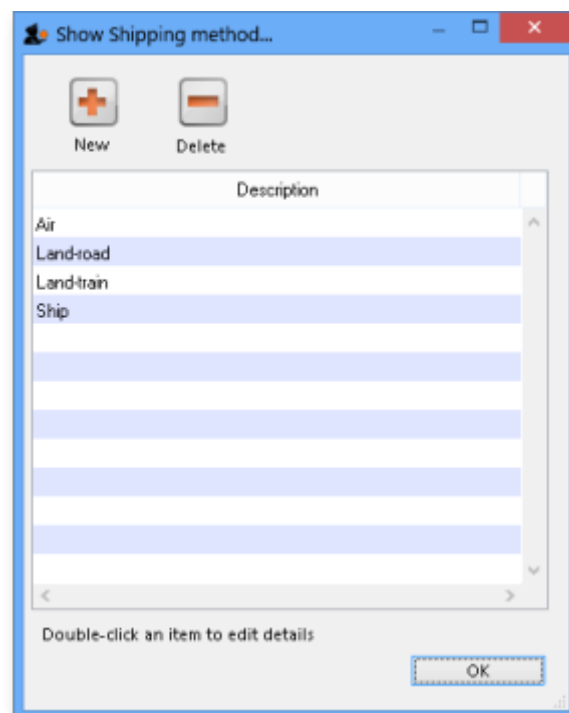 Show Shipping method...
New Delete
Description
Air
Land-road
Land-train
Ship
Double-click an item to edit details
OK